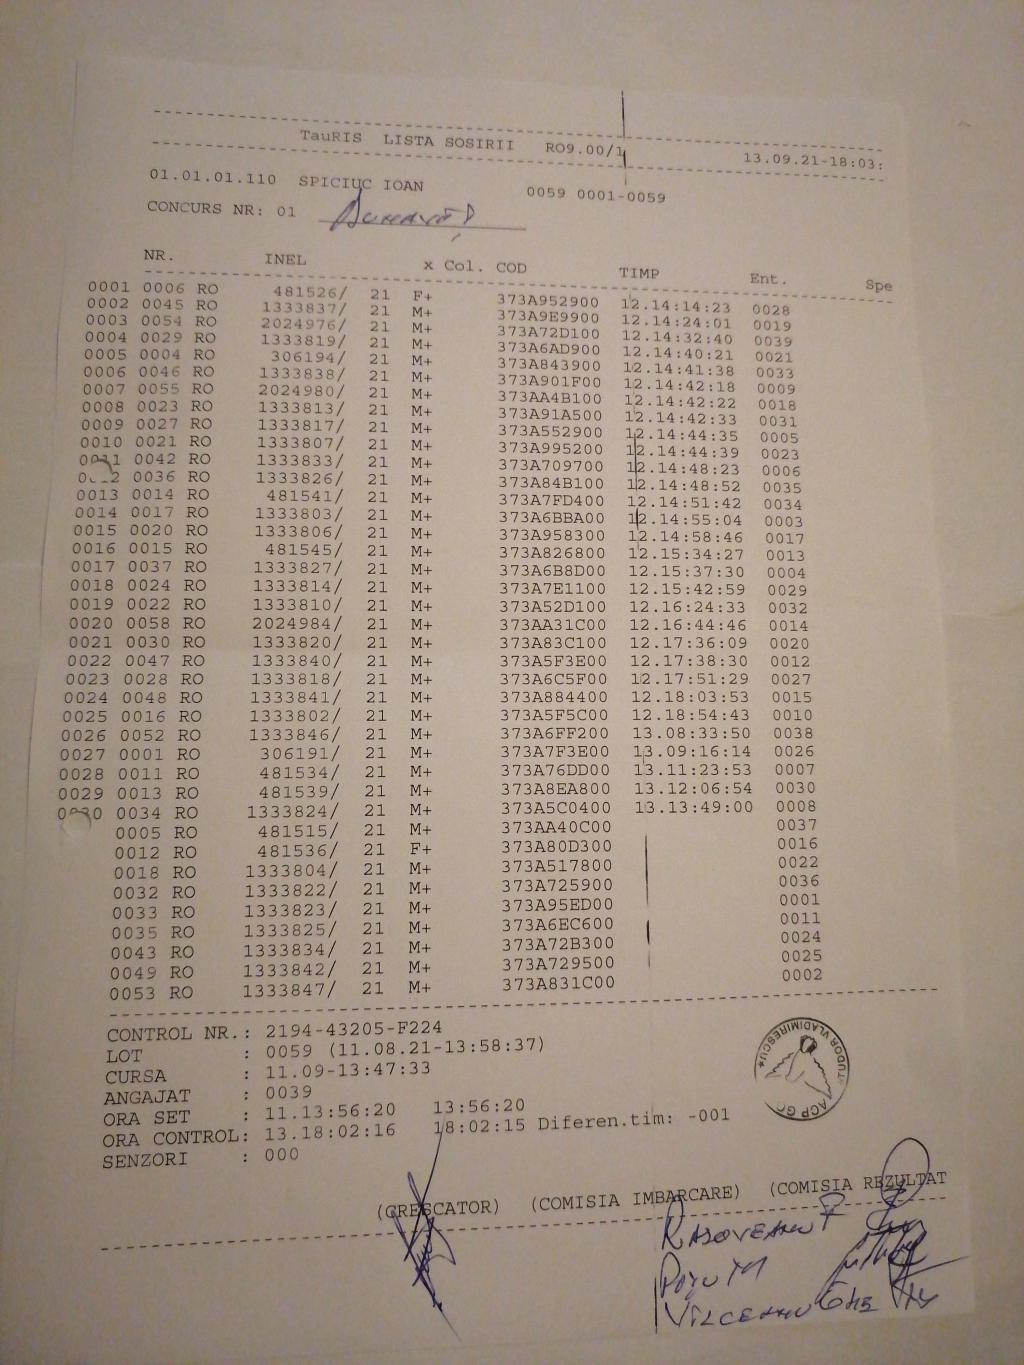 TauRIS LISTA SOSIRII RO9.00/1 13.09.21-18:03:
01.01.01.110 SPICIUC IOAN 0059 0001-0059
CONCURS NR: 01
NR. INEL x Col. COD TIMP Ent. Spe
0001 0006 RO 481526/ 21 F+ 373A952900 12.14:14:23 0028
0002 0045 RO 1333837/ 21 M+ 373A9E9900 12.14:24:01 0019
0003 0054 RO 2024976/ 21 M+ 373A72D100 12.14:32:40 0039
0004 0029 RO 1333819/ 21 M+ 373A6AD900 12.14:40:21 0021
0005 0004 RO 306194/ 21 M+ 373A843900 12.14:41:38 0033
0006 0046 RO 1333838/ 21 M+ 373A901F00 12.14:42:18 0009
0007 0055 RO 2024980/ 21 M+ 373AA4B100 12.14:42:22 0018
0008 0023 RO 1333813/ 21 M+ 373A91A500 12.14:42:33 0031
0009 0027 RO 1333817/ 21 M+ 373A552900 12.14:44:35 0005
0010 0021 RO 1333807/ 21 M+ 373A995200 12.14:44:39 0023
0011 0042 RO 1333833/ 21 M+ 373A709700 12.14:48:23 0006
0036 RO 1333826/ 21 M+ 373A84B100 12.14:48:52 0035
0013 0014 RO 481541/ 21 M+ 373A7FD400 12.14:51:42 0034
0014 0017 RO 1333803/ 21 M+ 373A6BBA00 12.14:55:04 0003
0015 0020 RO 1333806/ 21 M+ 373A958300 12.14:58:46 0017
0016 0015 RO 481545/ 21 M+ 373A826800 12.15:34:27 0013
0017 0037 RO 1333827/ 21 M+ 373A6B8D00 12.15:37:30 0004
0018 0024 RO 1333814/ 21 M+ 373A7E1100 12.15:42:59 0029
0019 0022 RO 1333810/ 21 M+ 373A52D100 12.16:24:33 0032
0020 0058 RO 2024984/ 21 M+ 373AA31C00 12.16:44:46 0014
0021 0030 RO 1333820/ 21 M+ 373A83C100 12.17:36:09 0020
0022 0047 RO 1333840/ 21 M+ 373A5F3E00 12.17:38:30 0012
0023 0028 RO 1333818/ 21 M+ 373A6C5F00 12.17:51:29 0027
0024 0048 RO 1333841/ 21 M+ 373A884400 12.18:03:53 0015
0025 0016 RO 1333802/ 21 M+ 373A5F5C00 12.18:54:43 0010
0026 0052 RO 1333846/ 21 M+ 373A6FF200 13.08:33:50 0038
0027 0001 RO 306191/ 21 M+ 373A7F3E00 13.09:16:14 0026
0028 0011 RO 481534/ 21 M+ 373A76DD00 13.11:23:53 0007
0029 0013 RO 481539/ 21 M+ 373A8EA800 13.12:06:54 0030
0030 0034 RO 1333824/ 21 M+ 373A5C0400 13.13:49:00 0008
0005 RO 481515/ 21 M+ 373AA40C00 0037
0012 RO 481536/ 21 F+ 373A80D300 0016
0018 RO 1333804/ 21 M+ 373A517800 0022
0032 RO 1333822/ 21 M+ 373A725900 0036
0033 RO 1333823/ 21 M+ 373A95ED00 0001
0035 RO 1333825/ 21 M+ 373A6EC600 0011
0043 RO 1333834/ 21 M+ 373A72B300 0024
0049 RO 1333842/ 21 M+ 373A729500 0025
0053 RO 1333847/ 21 M+ 373A831C00 0002
CONTROL NR.: 2194-43205-F224
LOT : 0059 (11.08.21-13:58:37)
CURSA : 11.09-13:47:33
ANGAJAT : 0039
ORA SET : 11.13:56:20 13:56:20
ORA CONTROL: 13.18:02:16 18:02:15 Diferen.tim: -001
SENZORI : 000
TUDOR VLADIMIRESCU
(CRESCATOR) (COMISIA IMBARCARE) (COMISIA REZULTAT